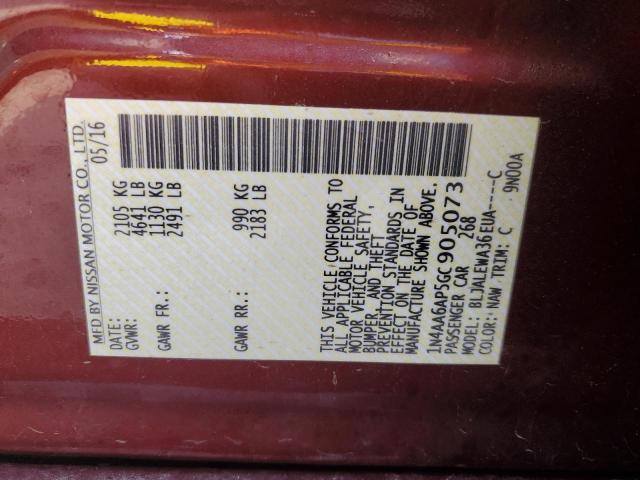 MFD BY NISSAN MOTOR CO., LTD.
DATE: 05/16
GVWR: 2105 KG
4641 LB
GAWR FR: 1130 KG
2491 LB
GAWR RR: 990 KG
2183 LB
THIS VEHICLE CONFORMS TO
ALL APPLICABLE FEDERAL
MOTOR VEHICLE SAFETY,
BUMPER, AND THEFT
PREVENTION STANDARDS IN
EFFECT ON THE DATE OF
MANUFACTURE SHOWN ABOVE.
1N4AA6AP5GC905073
PASSENGER CAR 268
MODEL: BLJALEWA36EUA----C
COLOR: NAW TRIM: C 9N00A